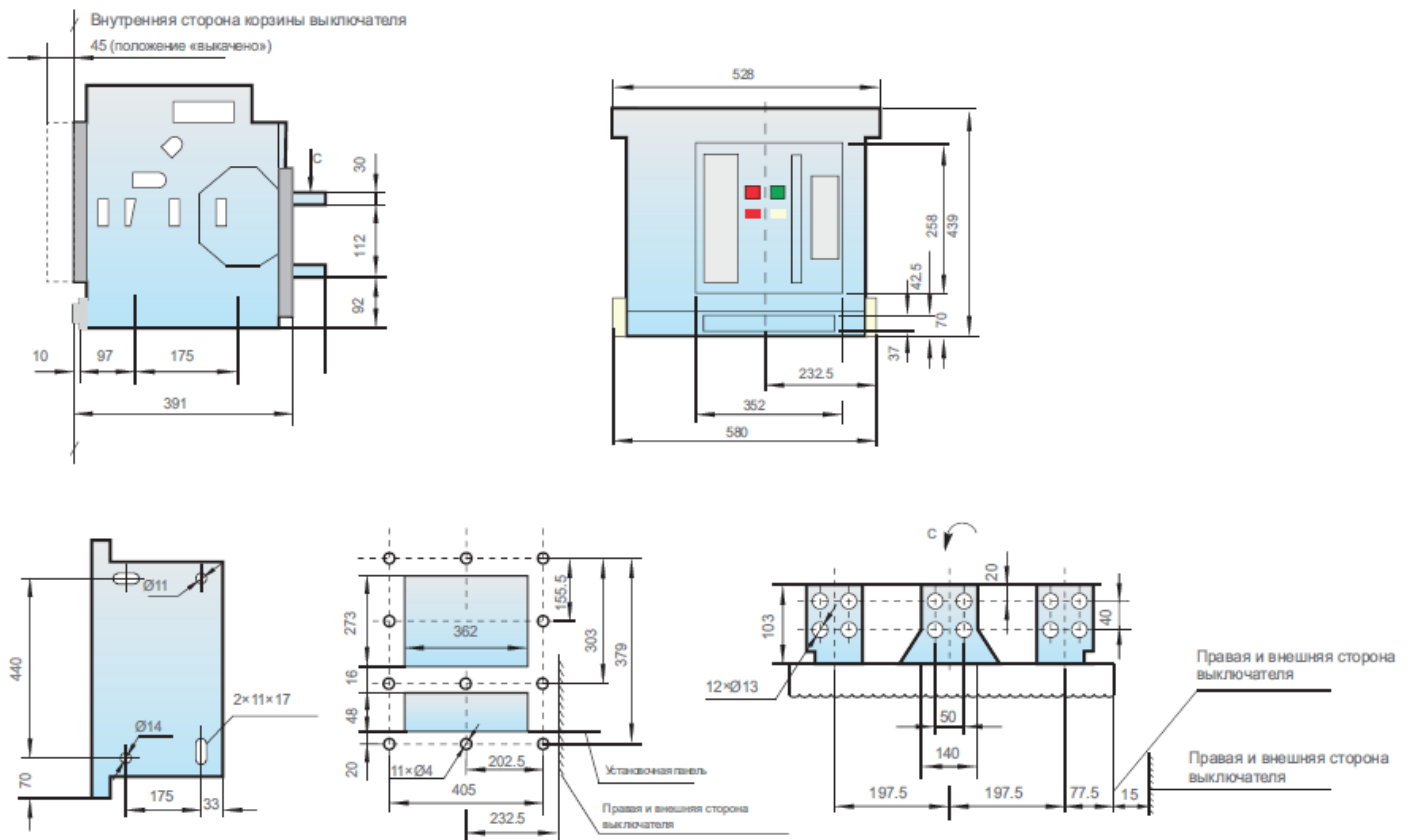 Внутренняя сторона корзины выключателя
45 (положение «выкачено»)
C
30
112
92
10
97
175
391
528
258
439
42.5
70
37
232.5
352
580
Ø11
440
2×11×17
Ø14
70
175
33
273
362
16
48
20
155.5
303
379
11×Ø4
202.5
405
232.5
Установочная панель
Правая и внешняя сторона
выключателя
C
20
103
40
12×Ø13
50
140
197.5
197.5
77.5
15
Правая и внешняя сторона
выключателя
Правая и внешняя сторона
выключателя